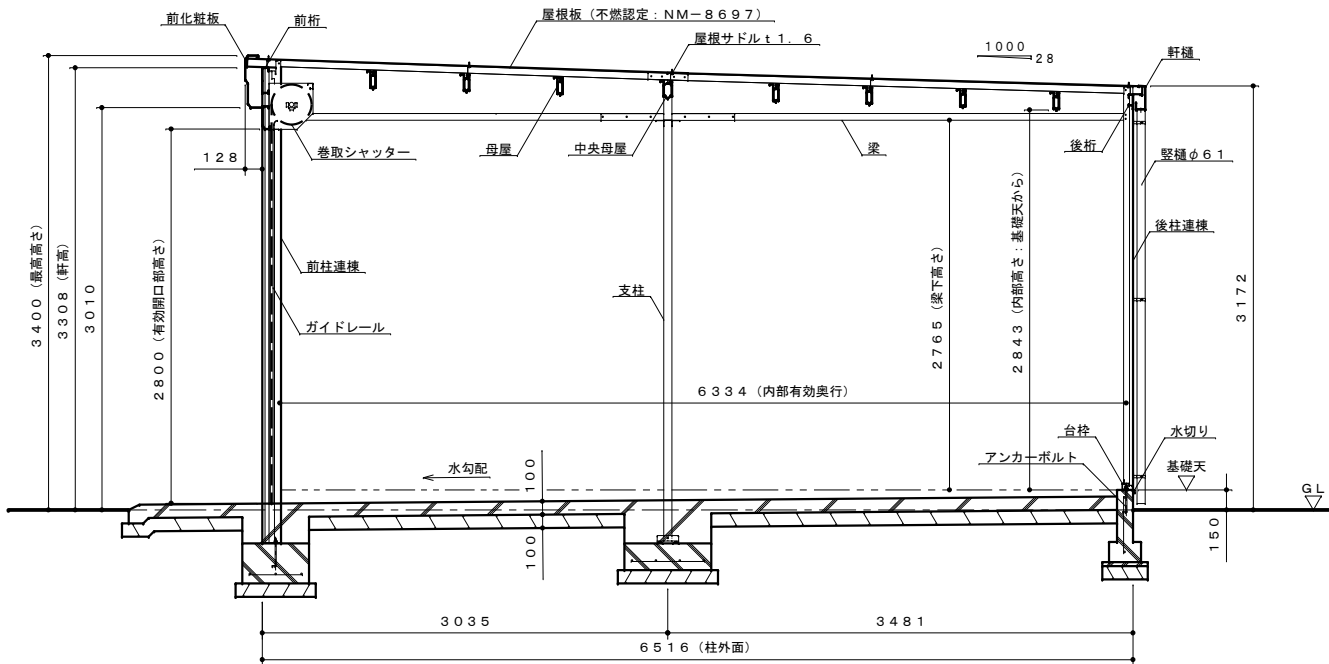 屋根板（不燃認定：ＮＭ－８６９７）
前化粧板
前桁
屋根サドルｔ１．６
１０００
２８
軒樋
巻取シャッター
母屋
中央母屋
梁
後桁
竪樋φ６１
１２８
３４００（最高高さ）
３３０８（軒高）
３０１０
２８００（有効開口部高さ）
前柱連棟
ガイドレール
支柱
２７６５（梁下高さ）
２８４３（内部高さ：基礎天から）
後柱連棟
３１７２
６３３４（内部有効奥行）
台枠
水切り
アンカーボルト
基礎天
ＧＬ
水勾配
１００
１００
１５０
３０３５
３４８１
６５１６（柱外面）